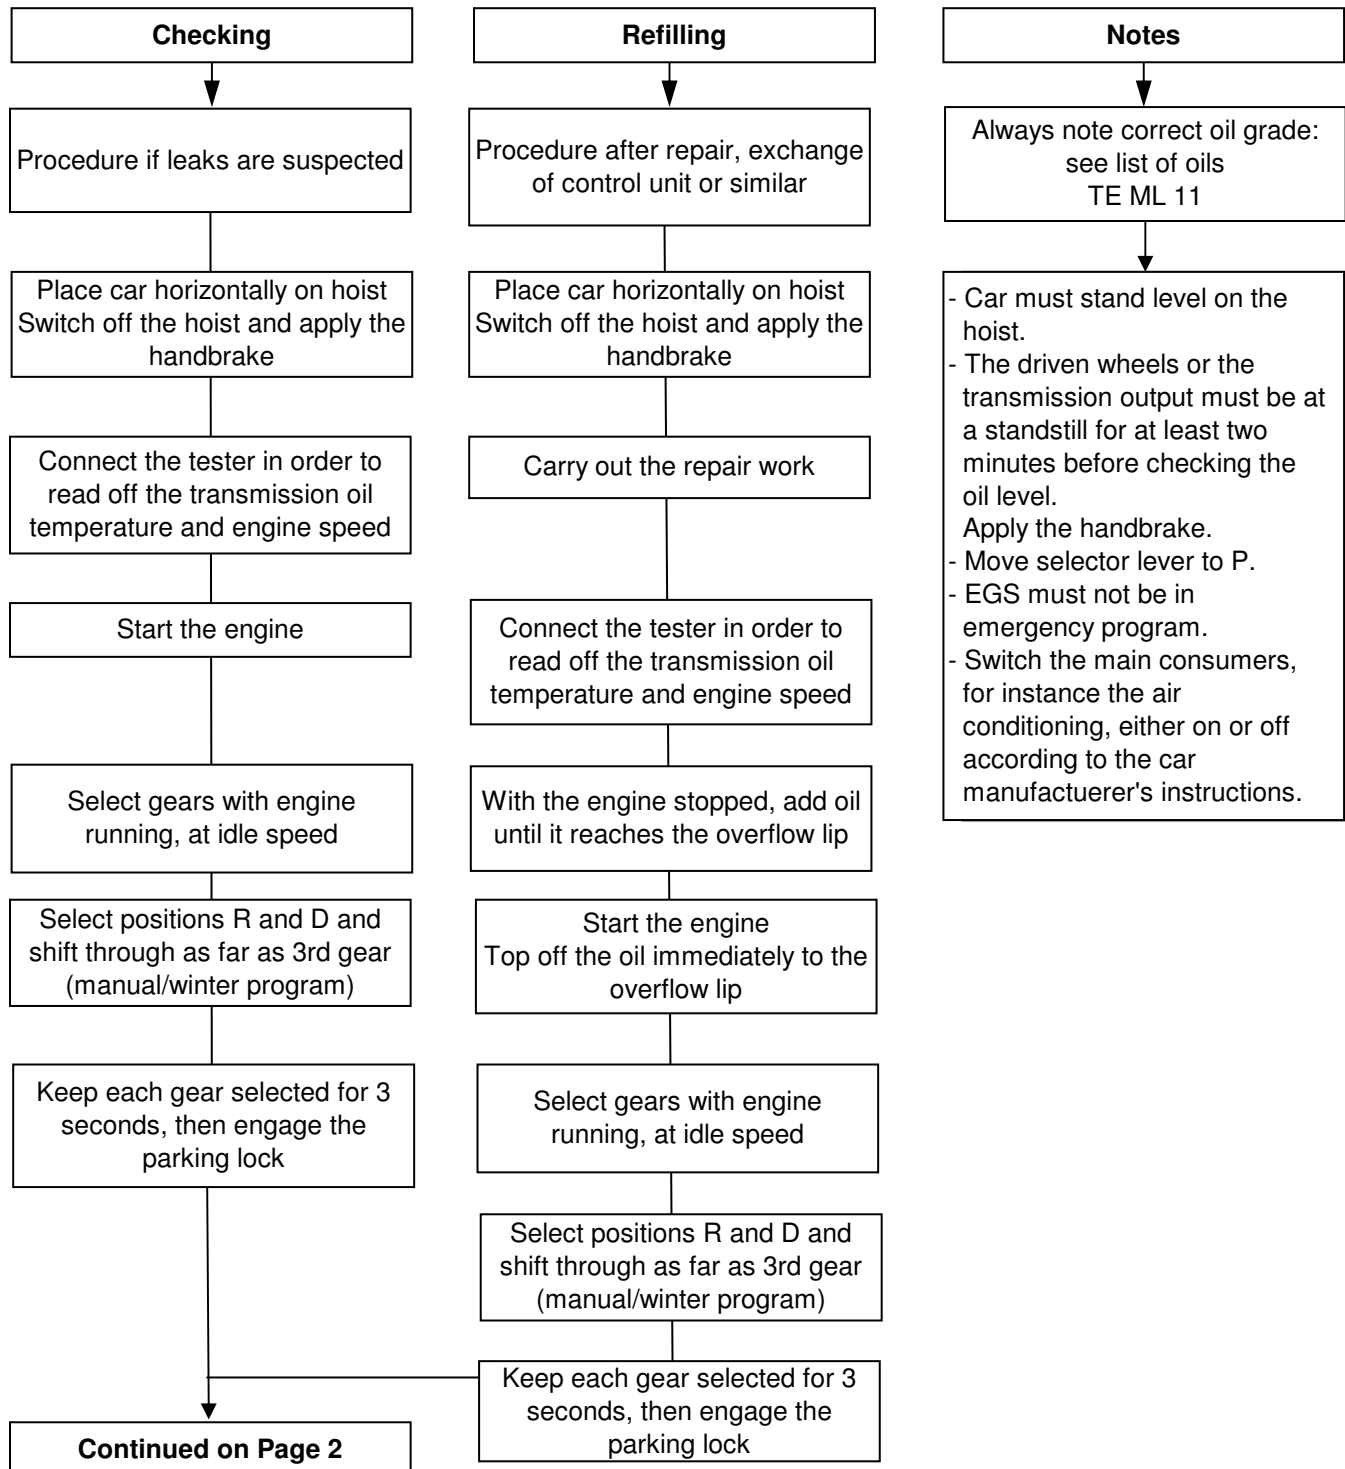 Checking
Procedure if leaks are suspected
Place car horizontally on hoist
Switch off the hoist and apply the
handbrake
Connect the tester in order to
read off the transmission oil
temperature and engine speed
Start the engine
Select gears with engine
running, at idle speed
Select positions R and D and
shift through as far as 3rd gear
(manual/winter program)
Keep each gear selected for 3
seconds, then engage the
parking lock
Continued on Page 2
Refilling
Procedure after repair, exchange
of control unit or similar
Place car horizontally on hoist
Switch off the hoist and apply the
handbrake
Carry out the repair work
Connect the tester in order to
read off the transmission oil
temperature and engine speed
With the engine stopped, add oil
until it reaches the overflow lip
Start the engine
Top off the oil immediately to the
overflow lip
Select gears with engine
running, at idle speed
Select positions R and D and
shift through as far as 3rd gear
(manual/winter program)
Keep each gear selected for 3
seconds, then engage the
parking lock
Notes
Always note correct oil grade:
see list of oils
TE ML 11
- Car must stand level on the
hoist.
- The driven wheels or the
transmission output must be at
a standstill for at least two
minutes before checking the
oil level.
Apply the handbrake.
- Move selector lever to P.
- EGS must not be in
emergency program.
- Switch the main consumers,
for instance the air
conditioning, either on or off
according to the car
manufactuerer's instructions.